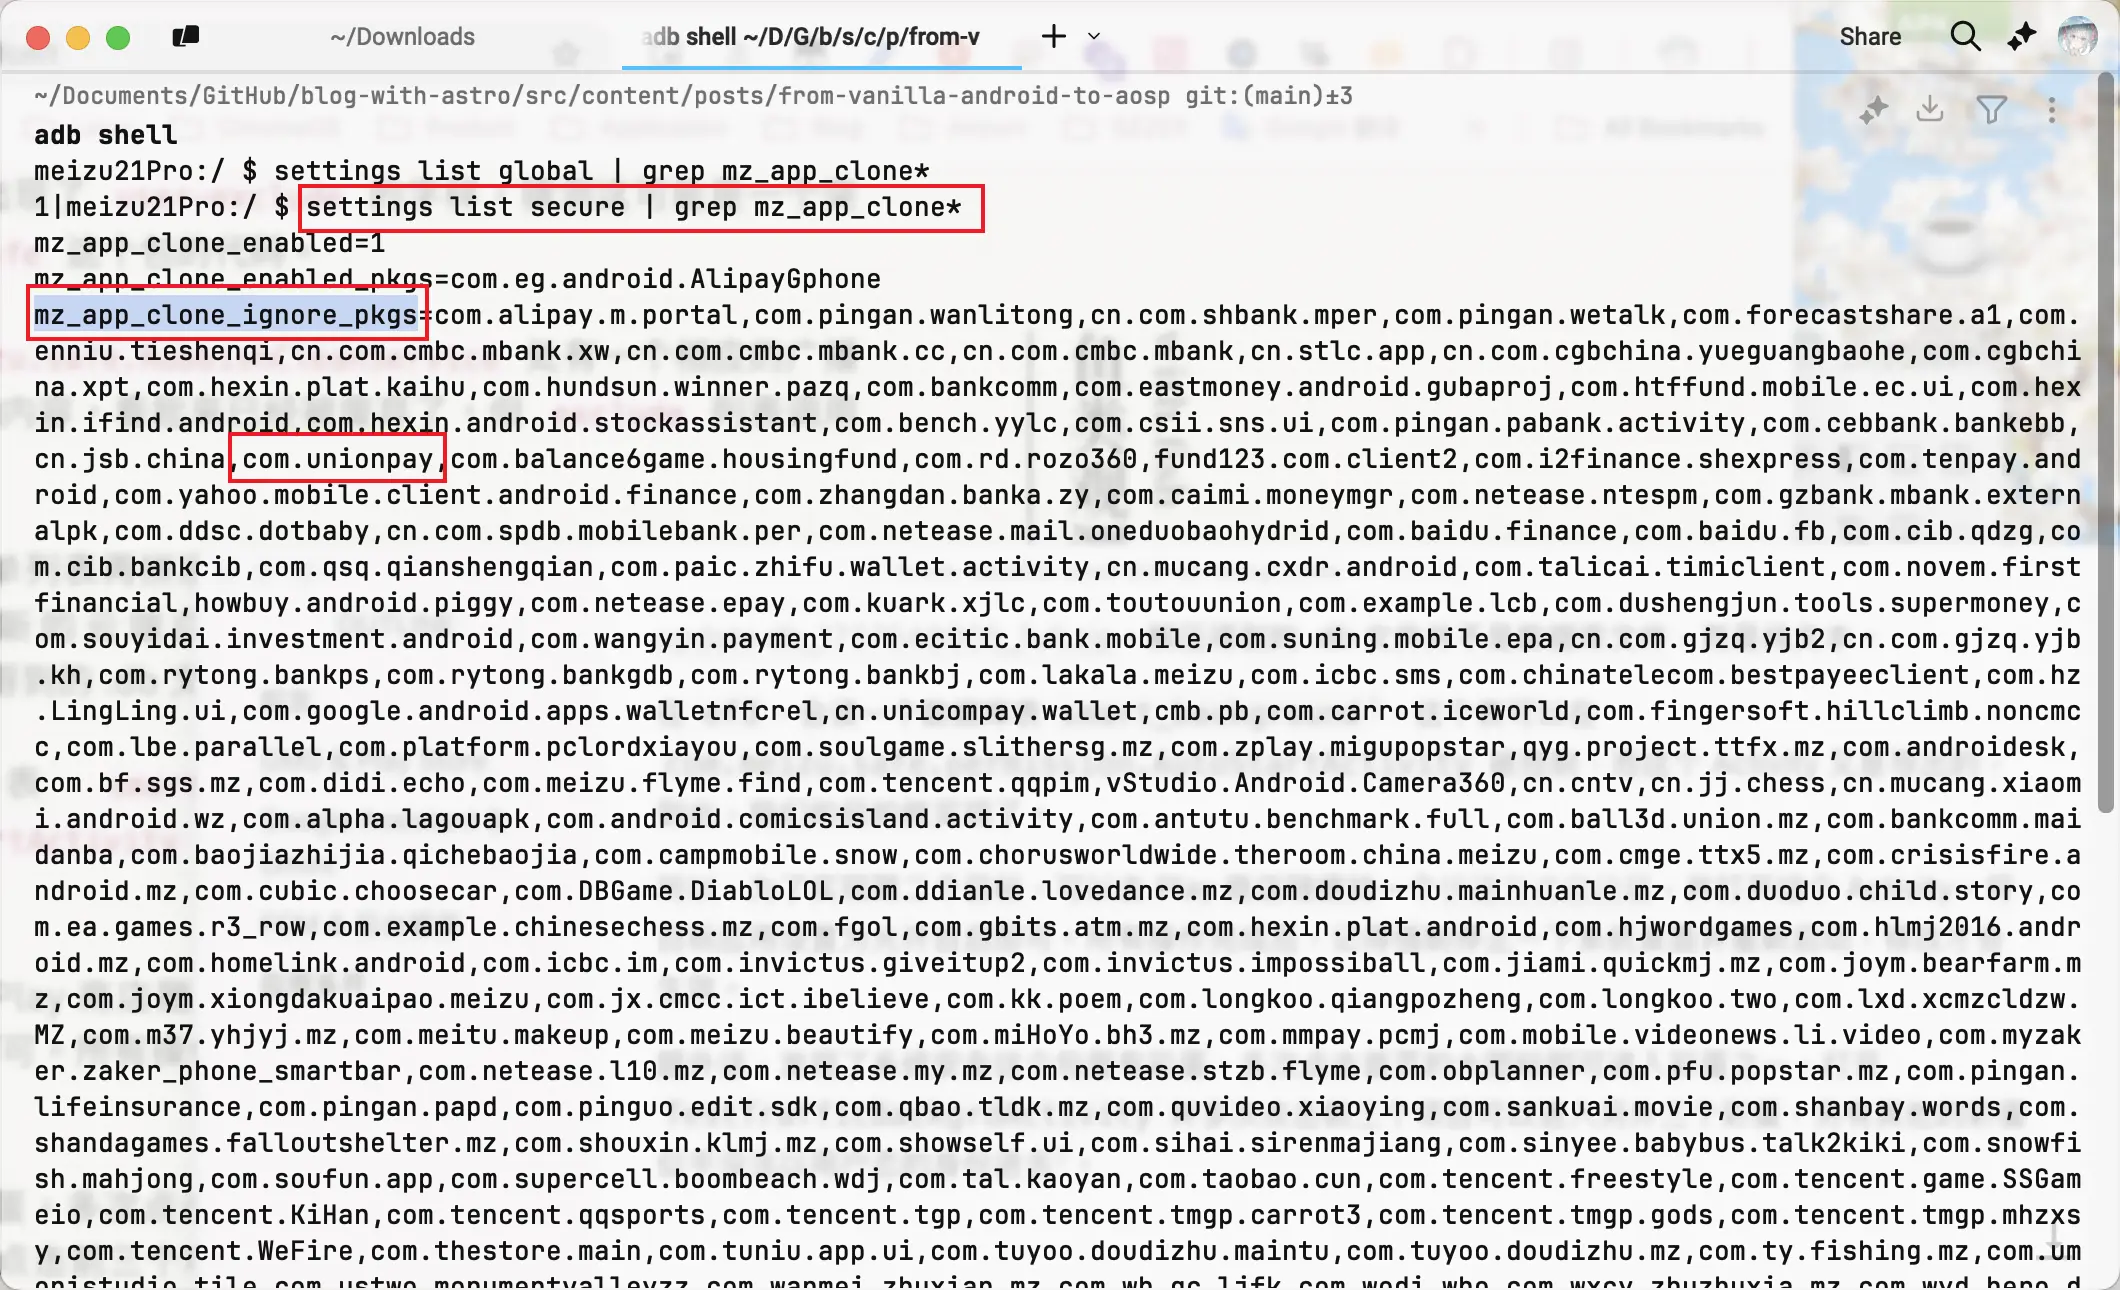 ~/Downloads
adb shell ~/D/G/b/s/c/p/from-v
Share
~/Documents/GitHub/blog-with-astro/src/content/posts/from-vanilla-android-to-aosp git:(main)±3
adb shell
meizu21Pro:/ $ settings list global | grep mz_app_clone*
1|meizu21Pro:/ $ settings list secure | grep mz_app_clone*
mz_app_clone_enabled=1
mz_app_clone_enabled_pkgs=com.eg.android.AlipayGphone
mz_app_clone_ignore_pkgs=com.alipay.m.portal,com.pingan.wanlitong,cn.com.shbank.mper,com.pingan.wetalk,com.forecastshare.a1,com.
enniu.tieshenqi,cn.com.cmbc.mbank.xw,cn.com.cmbc.mbank.cc,cn.com.cmbc.mbank,cn.stlc.app,cn.com.cgbchina.yueguangbaohe,com.cgbchi
na.xpt,com.hexin.plat.kaihu,com.hundsun.winner.pazq,com.bankcomm,com.eastmoney.android.gubaproj,com.htffund.mobile.ec.ui,com.hex
in.ifind.android,com.hexin.android.stockassistant,com.bench.yylc,com.csii.sns.ui,com.pingan.pabank.activity,com.cebbank.bankebb,
cn.jsb.china,com.unionpay,com.balance6game.housingfund,com.rd.rozo360,fund123.com.client2,com.i2finance.shexpress,com.tenpay.and
roid,com.yahoo.mobile.client.android.finance,com.zhangdan.banka.zy,com.caimi.moneymgr,com.netease.ntespm,com.gzbank.mbank.extern
alpk,com.ddsc.dotbaby,cn.com.spdb.mobilebank.per,com.netease.mail.oneduobaohydrid,com.baidu.finance,com.baidu.fb,com.cib.qdzg,co
m.cib.bankcib,com.qsq.qianshengqian,com.paic.zhifu.wallet.activity,cn.mucang.cxdr.android,com.talicai.timiclient,com.novem.first
financial,howbuy.android.piggy,com.netease.epay,com.kuark.xjlc,com.toutouunion,com.example.lcb,com.dushengjun.tools.supermoney,c
om.souyidai.investment.android,com.wangyin.payment,com.ecitic.bank.mobile,com.suning.mobile.epa,cn.com.gjzq.yjb2,cn.com.gjzq.yjb
.kh,com.rytong.bankps,com.rytong.bankgdb,com.rytong.bankbj,com.lakala.meizu,com.icbc.sms,com.chinatelecom.bestpayeeclient,com.hz
.LingLing.ui,com.google.android.apps.walletnfcrel,cn.unicompay.wallet,cmb.pb,com.carrot.iceworld,com.fingersoft.hillclimb.noncmc
c,com.lbe.parallel,com.platform.pclordxiayou,com.soulgame.slithersg.mz,com.zplay.migupopstar,qyg.project.ttfx.mz,com.androidesk,
com.bf.sgs.mz,com.didi.echo,com.meizu.flyme.find,com.tencent.qqpim,vStudio.Android.Camera360,cn.cntv,cn.jj.chess,cn.mucang.xiaom
i.android.wz,com.alpha.lagouapk,com.android.comicsisland.activity,com.antutu.benchmark.full,com.ball3d.union.mz,com.bankcomm.mai
danba,com.baojiazhijia.qichebaojia,com.campmobile.snow,com.chorusworldwide.theroom.china.meizu,com.cmge.ttx5.mz,com.crisisfire.a
ndroid.mz,com.cubic.choosecar,com.DBGame.DiabloLOL,com.ddianle.lovedance.mz,com.doudizhu.mainhuanle.mz,com.duoduo.child.story,co
m.ea.games.r3_row,com.example.chinesechess.mz,com.fgol,com.gbits.atm.mz,com.hexin.plat.android,com.hjwordgames,com.hlmj2016.andr
oid.mz,com.homelink.android,com.icbc.im,com.invictus.giveitup2,com.invictus.impossiball,com.jiami.quickmj.mz,com.joym.bearfarm.m
z,com.joym.xiongdakuaipao.meizu,com.jx.cmcc.ict.ibelieve,com.kk.poem,com.longkoo.qiangpozheng,com.longkoo.two,com.lxd.xcmzcldzw.
MZ,com.m37.yhjyj.mz,com.meitu.makeup,com.meizu.beautify,com.miHoYo.bh3.mz,com.mmpay.pcmj,com.mobile.videonews.li.video,com.myzak
er.zaker_phone_smartbar,com.netease.l10.mz,com.netease.my.mz,com.netease.stzb.flyme,com.obplanner,com.pfu.popstar.mz,com.pingan.
lifeinsurance,com.pingan.papd,com.pinguo.edit.sdk,com.qbao.tldk.mz,com.quvideo.xiaoying,com.sankuai.movie,com.shanbay.words,com.
shandagames.falloutshelter.mz,com.shouxin.klmj.mz,com.showself.ui,com.sihai.sirenmajiang,com.sinyee.babybus.talk2kiki,com.snowfi
sh.mahjong,com.soufun.app,com.supercell.boombeach.wdj,com.tal.kaoyan,com.taobao.cun,com.tencent.freestyle,com.tencent.game.SSGam
eio,com.tencent.KiHan,com.tencent.qqsports,com.tencent.tgp,com.tencent.tmgp.carrot3,com.tencent.tmgp.gods,com.tencent.tmgp.mhzxs
y,com.tencent.WeFire,com.thestore.main,com.tuniu.app.ui,com.tuyoo.doudizhu.maintu,com.tuyoo.doudizhu.mz,com.ty.fishing.mz,com.um